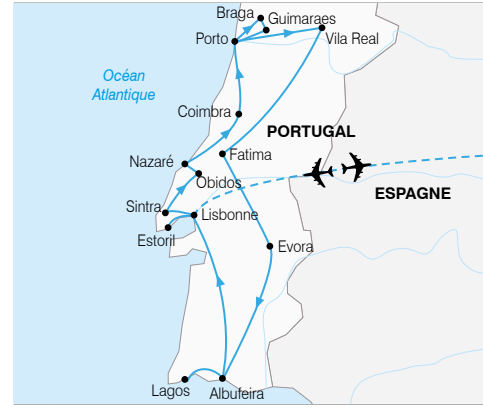 Braga
Guimaraes
Porto
Vila Real
Océan
Atlantique
Coimbra
PORTUGAL
Nazaré
Fatima
Obidos
ESPAGNE
Sintra
Lisbonne
Estoril
Evora
Lagos
Albufeira